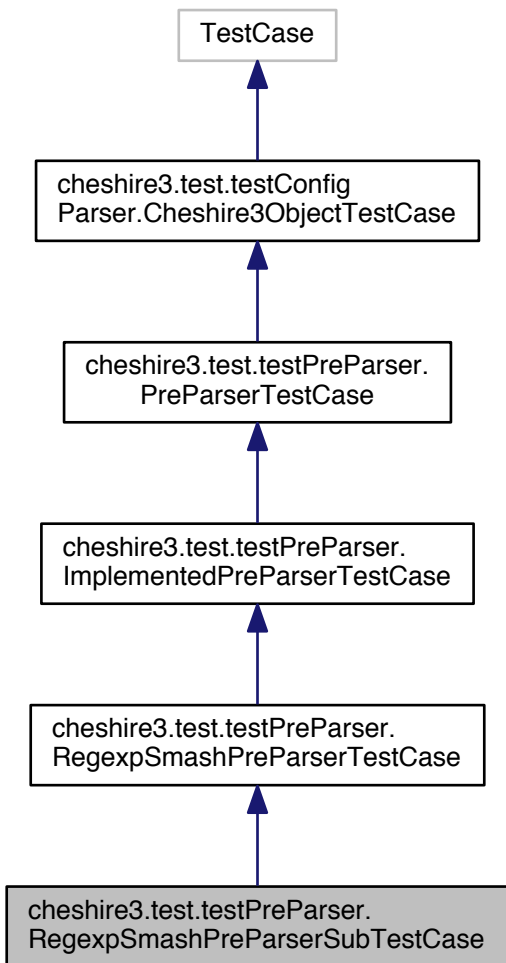 TestCase
cheshire3.test.testConfig
Parser.Cheshire3ObjectTestCase
cheshire3.test.testPreParser.
PreParserTestCase
cheshire3.test.testPreParser.
ImplementedPreParserTestCase
cheshire3.test.testPreParser.
RegexpSmashPreParserTestCase
cheshire3.test.testPreParser.
RegexpSmashPreParserSubTestCase